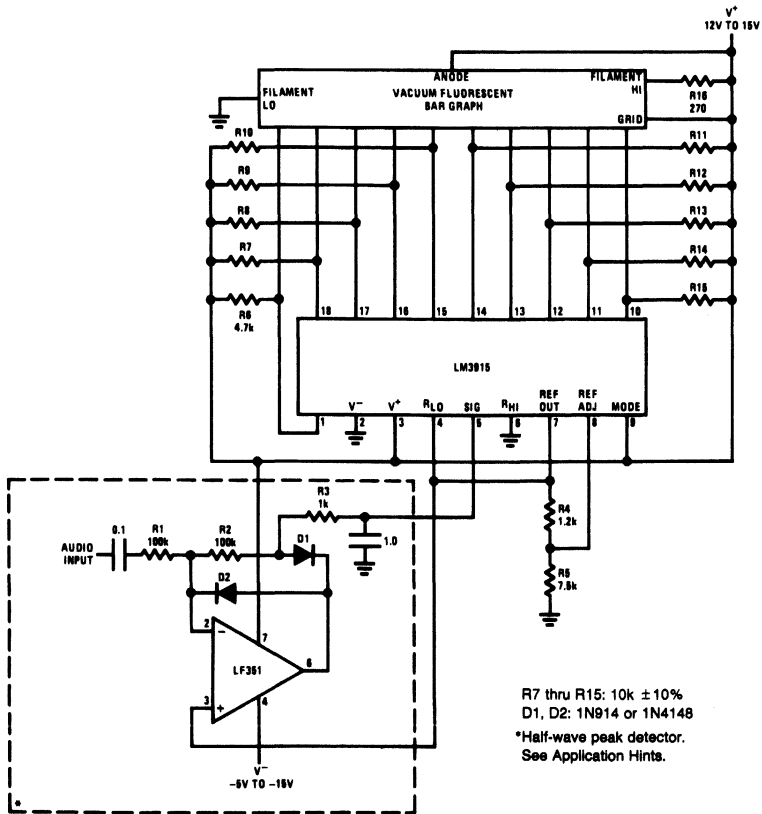 V+
12V TO 15V
ANODE
FILAMENT LO
VACUUM FLUORESCENT
BAR GRAPH
FILAMENT HI
GRID
R16
270
R10
R11
R9
R12
R8
R13
R7
R14
R6
4.7k
R15
18
17
16
15
14
13
12
11
10
LM3915
V−
V+
RLO
SIG
RHI
REF OUT
REF ADJ
MODE
1
2
3
4
5
6
7
8
9
R3
1k
R4
1.2k
0.1
R1
100k
R2
100k
D1
1.0
AUDIO INPUT
D2
R5
7.5k
2
−
7
LF351
6
3
+
4
V−
−5V TO −15V
*
R7 thru R15: 10k ±10%
D1, D2: 1N914 or 1N4148
*Half-wave peak detector.
See Application Hints.